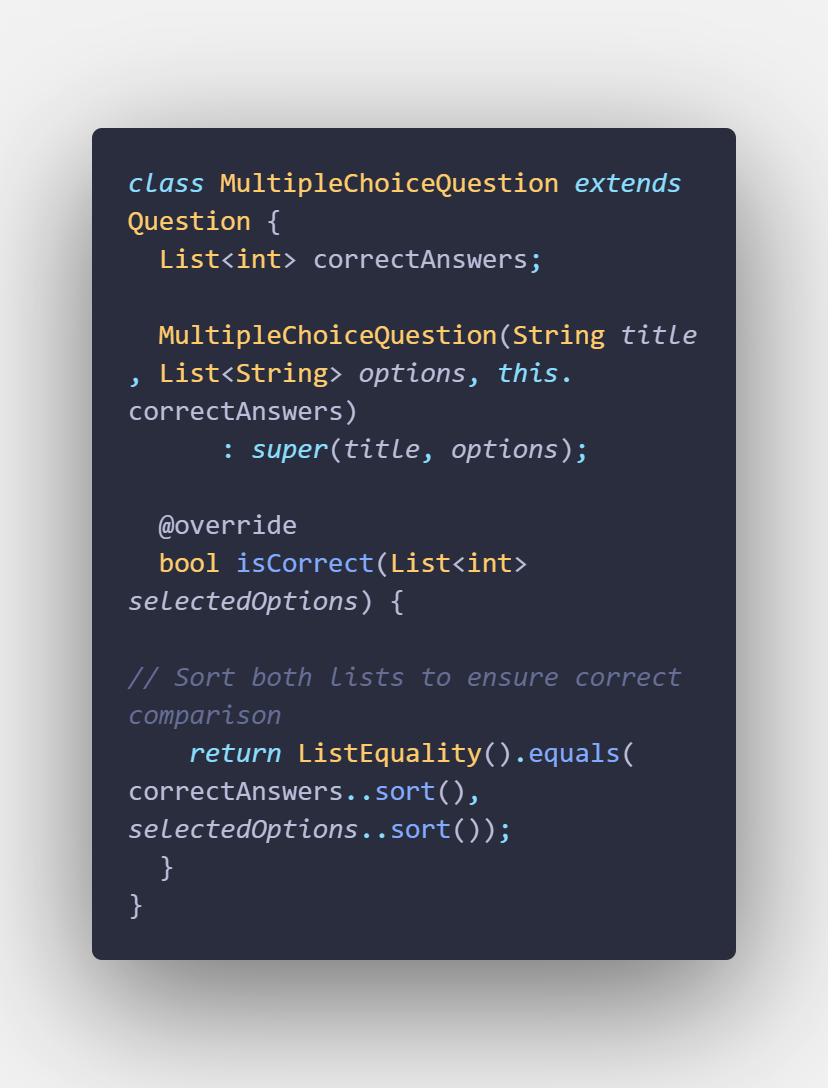 class MultipleChoiceQuestion extends
Question {
  List<int> correctAnswers;

  MultipleChoiceQuestion(String title
, List<String> options, this.
correctAnswers)
      : super(title, options);

  @override
  bool isCorrect(List<int>
selectedOptions) {

// Sort both lists to ensure correct
comparison
    return ListEquality().equals(
correctAnswers..sort(),
selectedOptions..sort());
  }
}